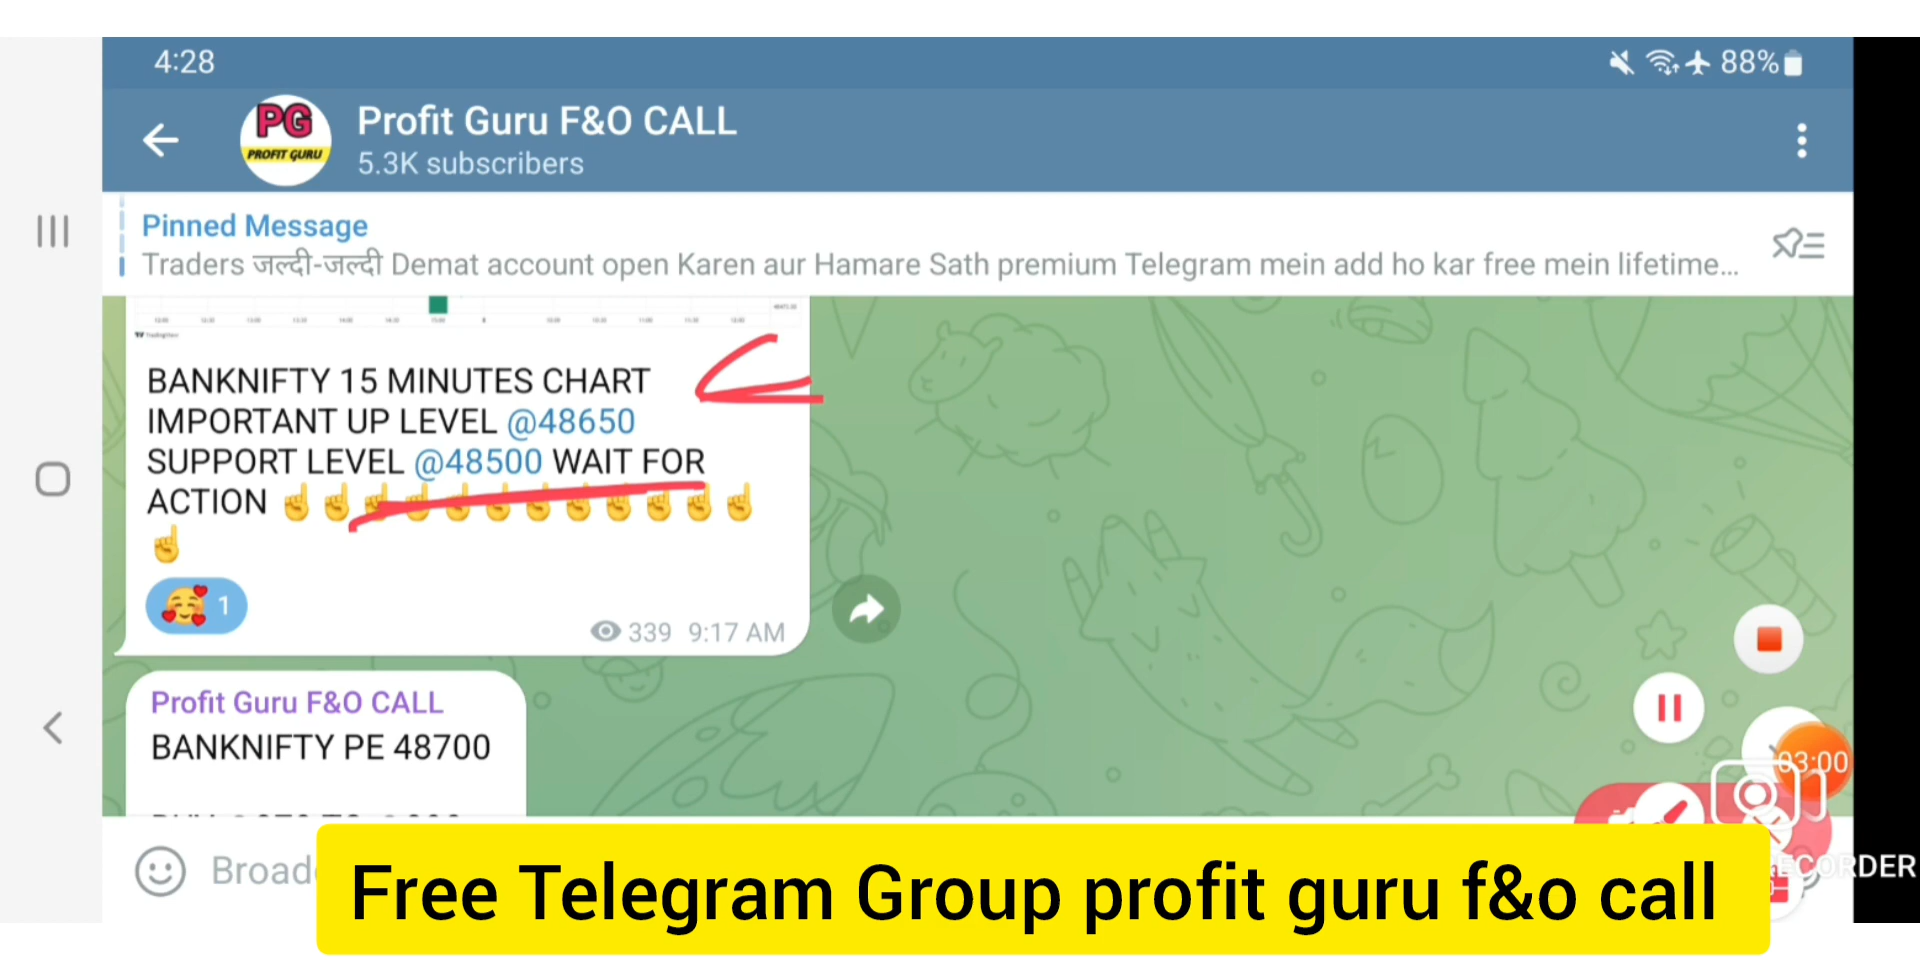 4:28
88%
PG
PROFIT GURU
Profit Guru F&O CALL
5.3K subscribers
Pinned Message
Traders जल्दी-जल्दी Demat account open Karen aur Hamare Sath premium Telegram mein add ho kar free mein lifetime...
BANKNIFTY 15 MINUTES CHART
IMPORTANT UP LEVEL @48650
SUPPORT LEVEL @48500 WAIT FOR
ACTION
1
339 9:17 AM
Profit Guru F&O CALL
BANKNIFTY PE 48700
03:00
Broad
Free Telegram Group profit guru f&o call